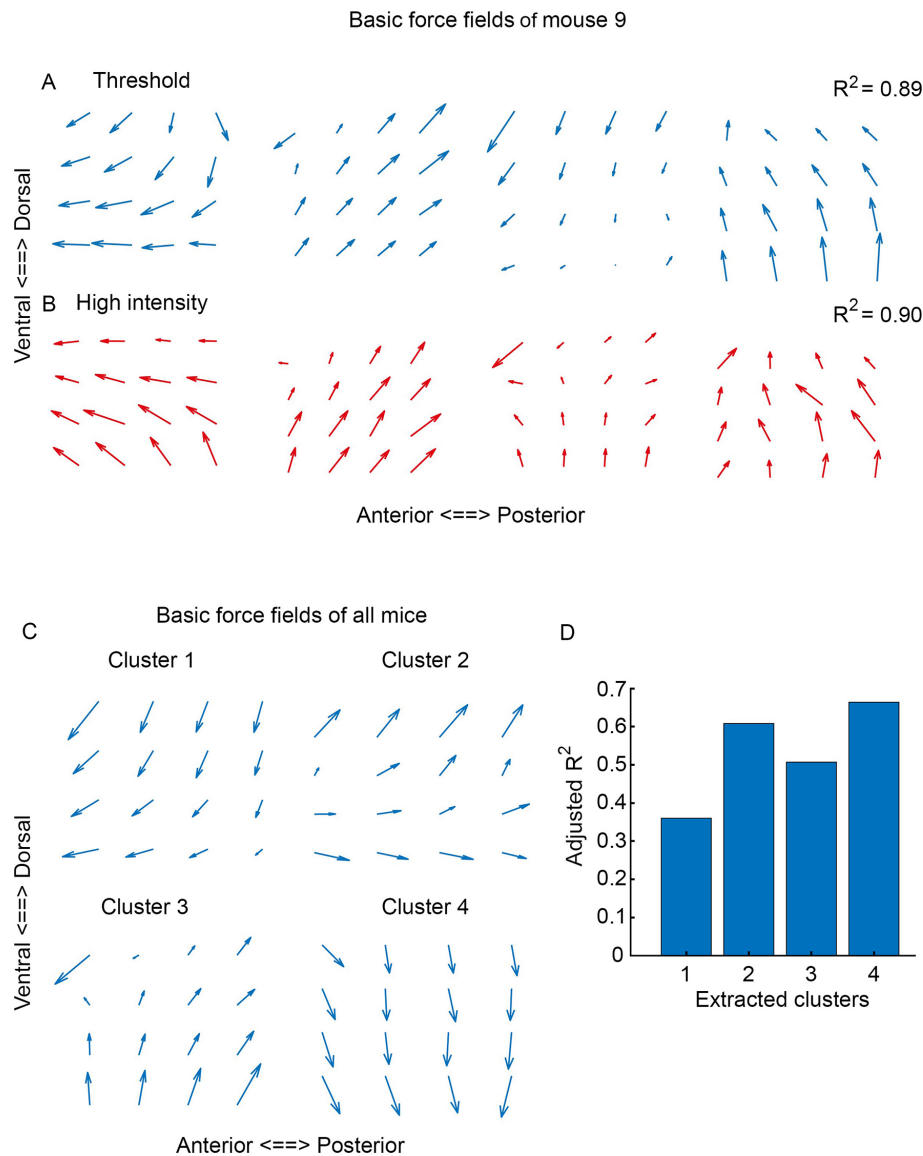 Basic force fields of mouse 9
A Threshold R² = 0.89
Ventral <==> Dorsal
B High intensity R² = 0.90
Anterior <==> Posterior
Basic force fields of all mice
C
Cluster 1 Cluster 2
Cluster 3 Cluster 4
Ventral <==> Dorsal
Anterior <==> Posterior
D
Adjusted R²
0.7
0.6
0.5
0.4
0.3
0.2
0.1
0
1 2 3 4
Extracted clusters